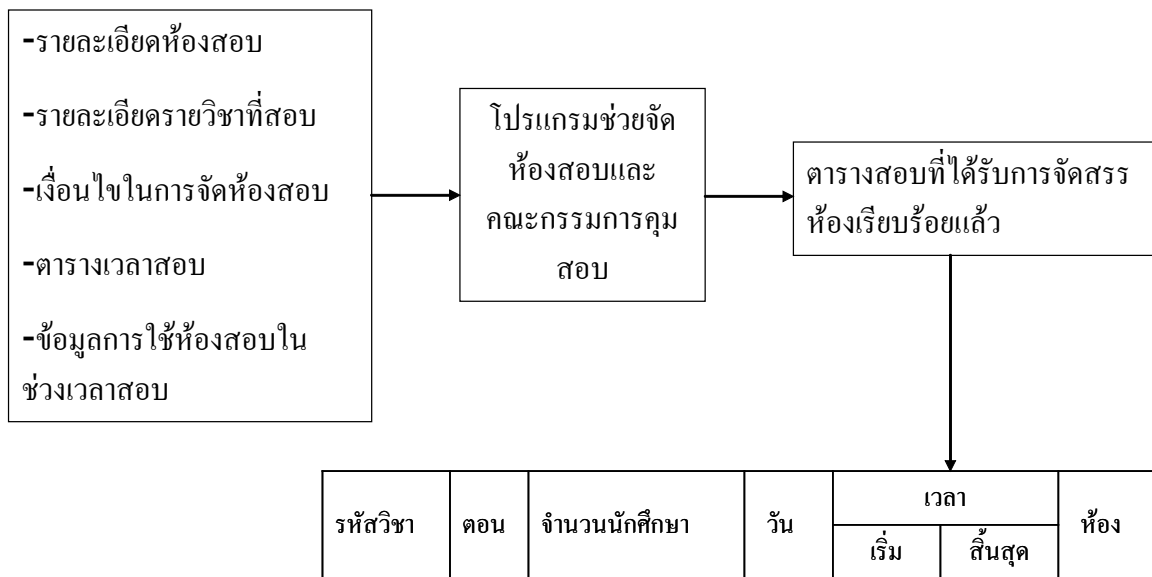 -รายละเอียดห้องสอบ
-รายละเอียดรายวิชาที่สอบ
-เงื่อนไขในการจัดห้องสอบ
-ตารางเวลาสอบ
-ข้อมูลการใช้ห้องสอบใน
ช่วงเวลาสอบ
โปรแกรมช่วยจัด
ห้องสอบและ
คณะกรรมการคุม
สอบ
ตารางสอบที่ได้รับการจัดสรร
ห้องเรียบร้อยแล้ว
รหัสวิชา ตอน จำนวนนักศึกษา วัน เวลา ห้อง
เริ่ม สิ้นสุด